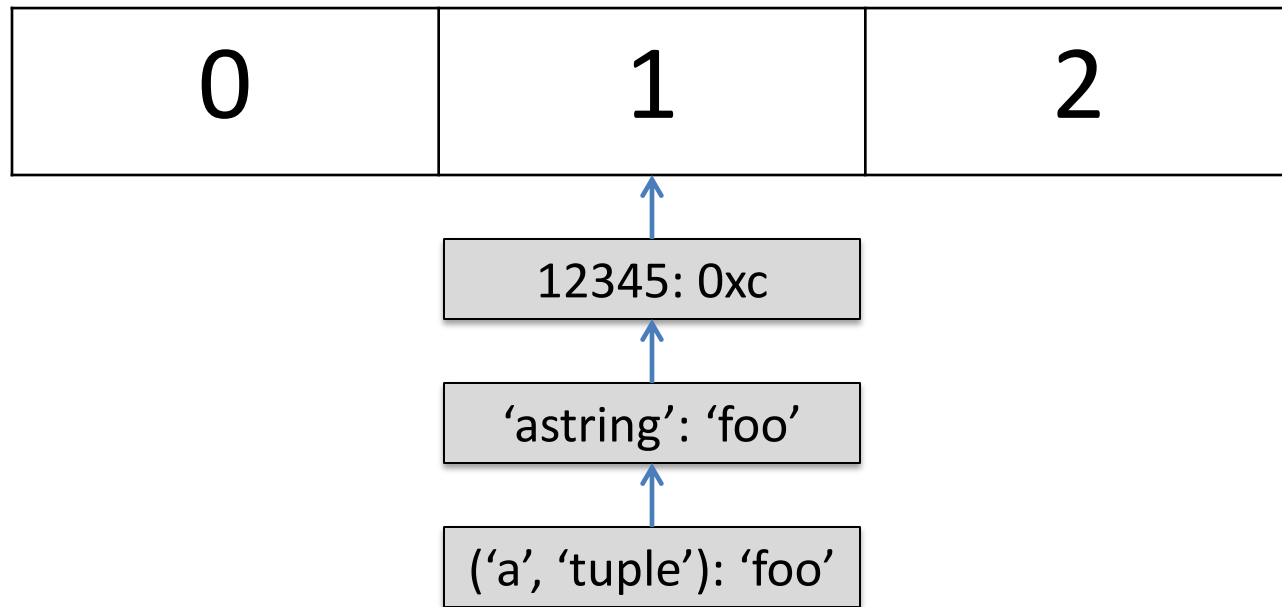 0 1 2
12345: 0xc
‘astring’: ‘foo’
(‘a’, ‘tuple’): ‘foo’